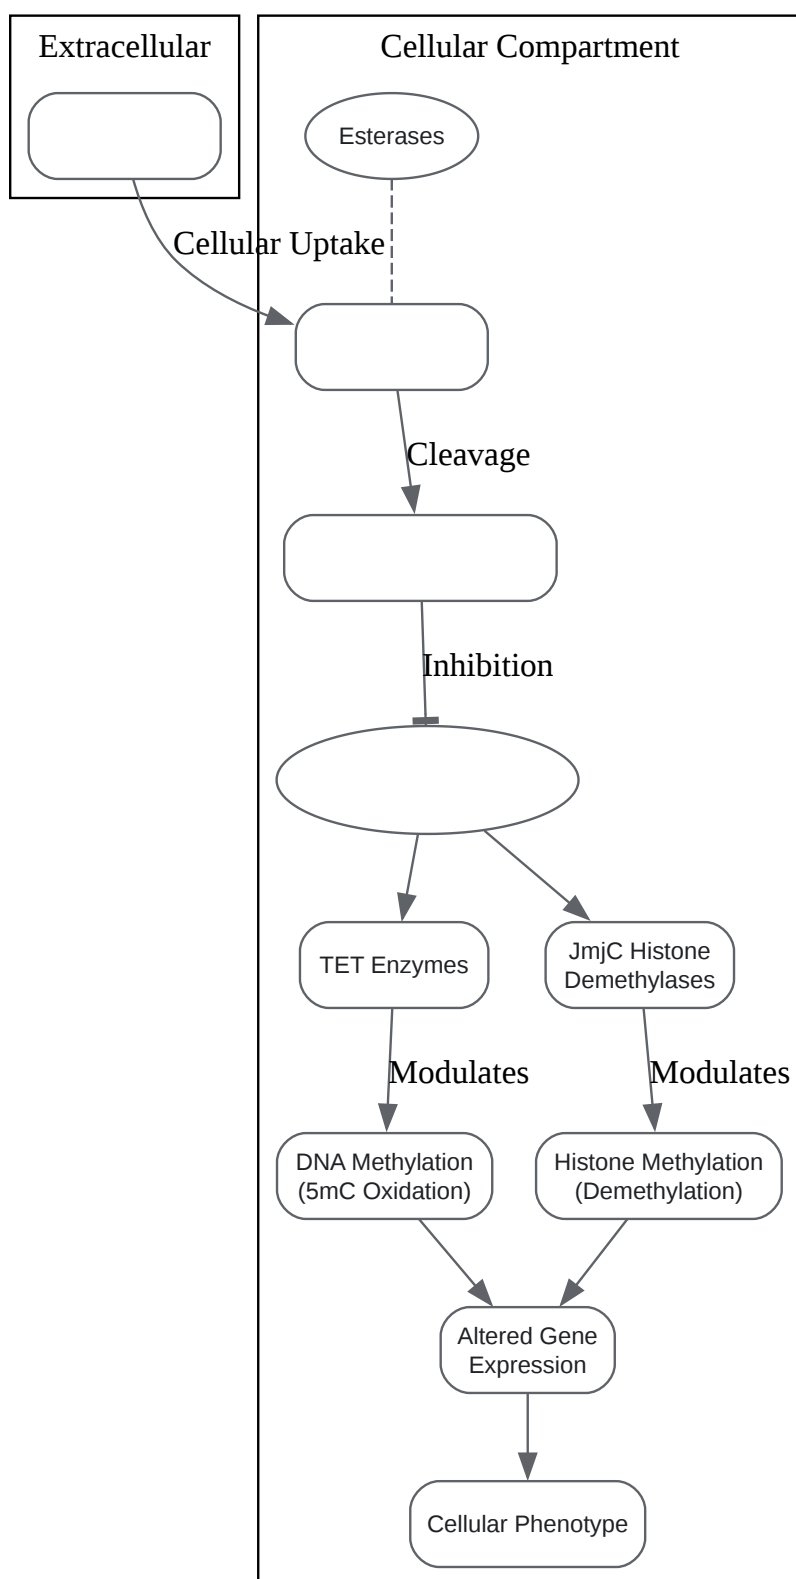 Extracellular
Cellular Compartment
Esterases
Cellular Uptake
Cleavage
Inhibition
TET Enzymes
JmjC Histone
Demethylases
Modulates
Modulates
DNA Methylation
(5mC Oxidation)
Histone Methylation
(Demethylation)
Altered Gene
Expression
Cellular Phenotype